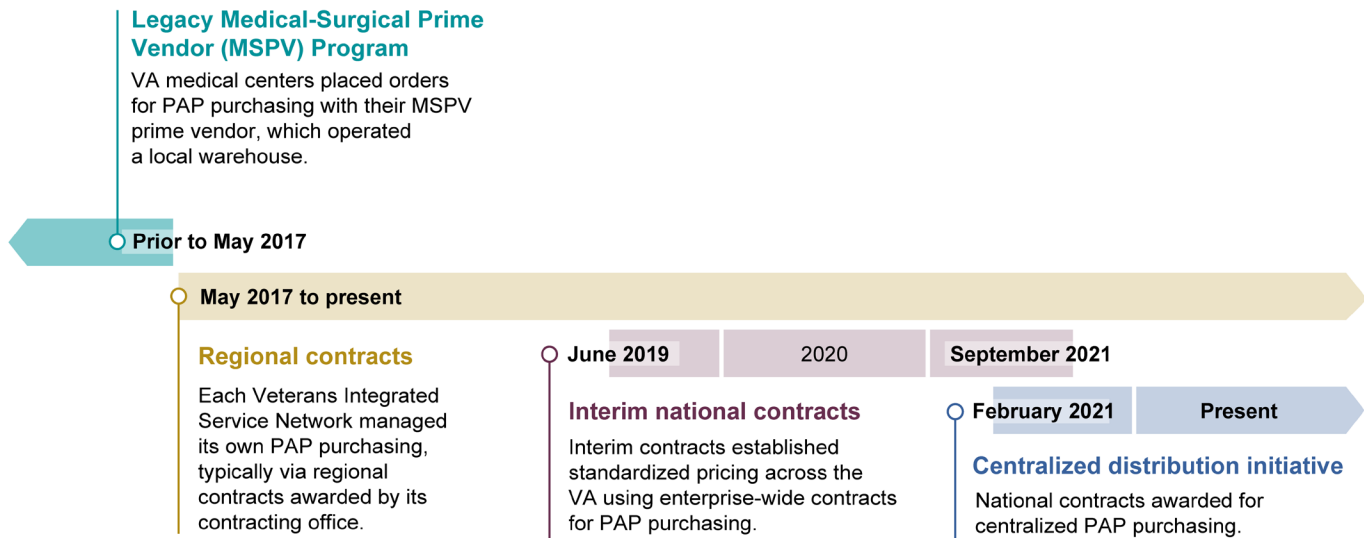 Legacy Medical-Surgical Prime
Vendor (MSPV) Program
VA medical centers placed orders
for PAP purchasing with their MSPV
prime vendor, which operated
a local warehouse.
Prior to May 2017
May 2017 to present
Regional contracts
Each Veterans Integrated
Service Network managed
its own PAP purchasing,
typically via regional
contracts awarded by its
contracting office.
June 2019
2020
September 2021
Interim national contracts
Interim contracts established
standardized pricing across the
VA using enterprise-wide contracts
for PAP purchasing.
February 2021
Present
Centralized distribution initiative
National contracts awarded for
centralized PAP purchasing.